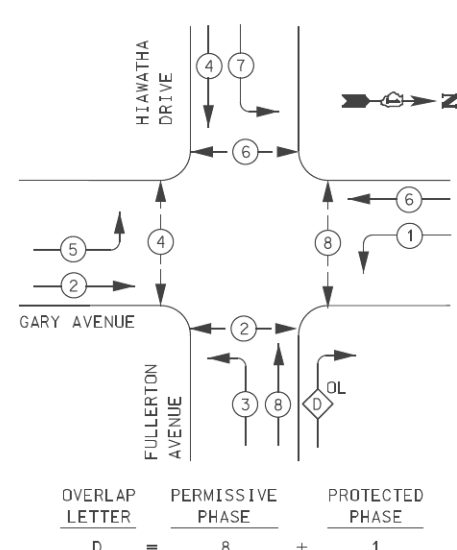 HIAWATHA
DRIVE
4
7
N
6
6
5
4
8
1
2
GARY AVENUE
2
FULLERTON
AVENUE
3
8
D
OL
OVERLAP PERMISSIVE PROTECTED
LETTER PHASE PHASE
D = 8 + 1